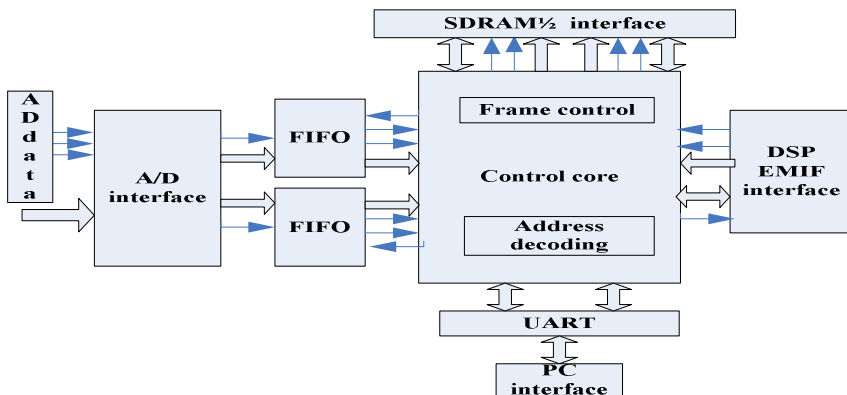 SDRAM½ interface
A
D
d
a
t
a
A/D
interface
FIFO
FIFO
Frame control
Control core
Address
decoding
DSP
EMIF
interface
UART
PC
interface